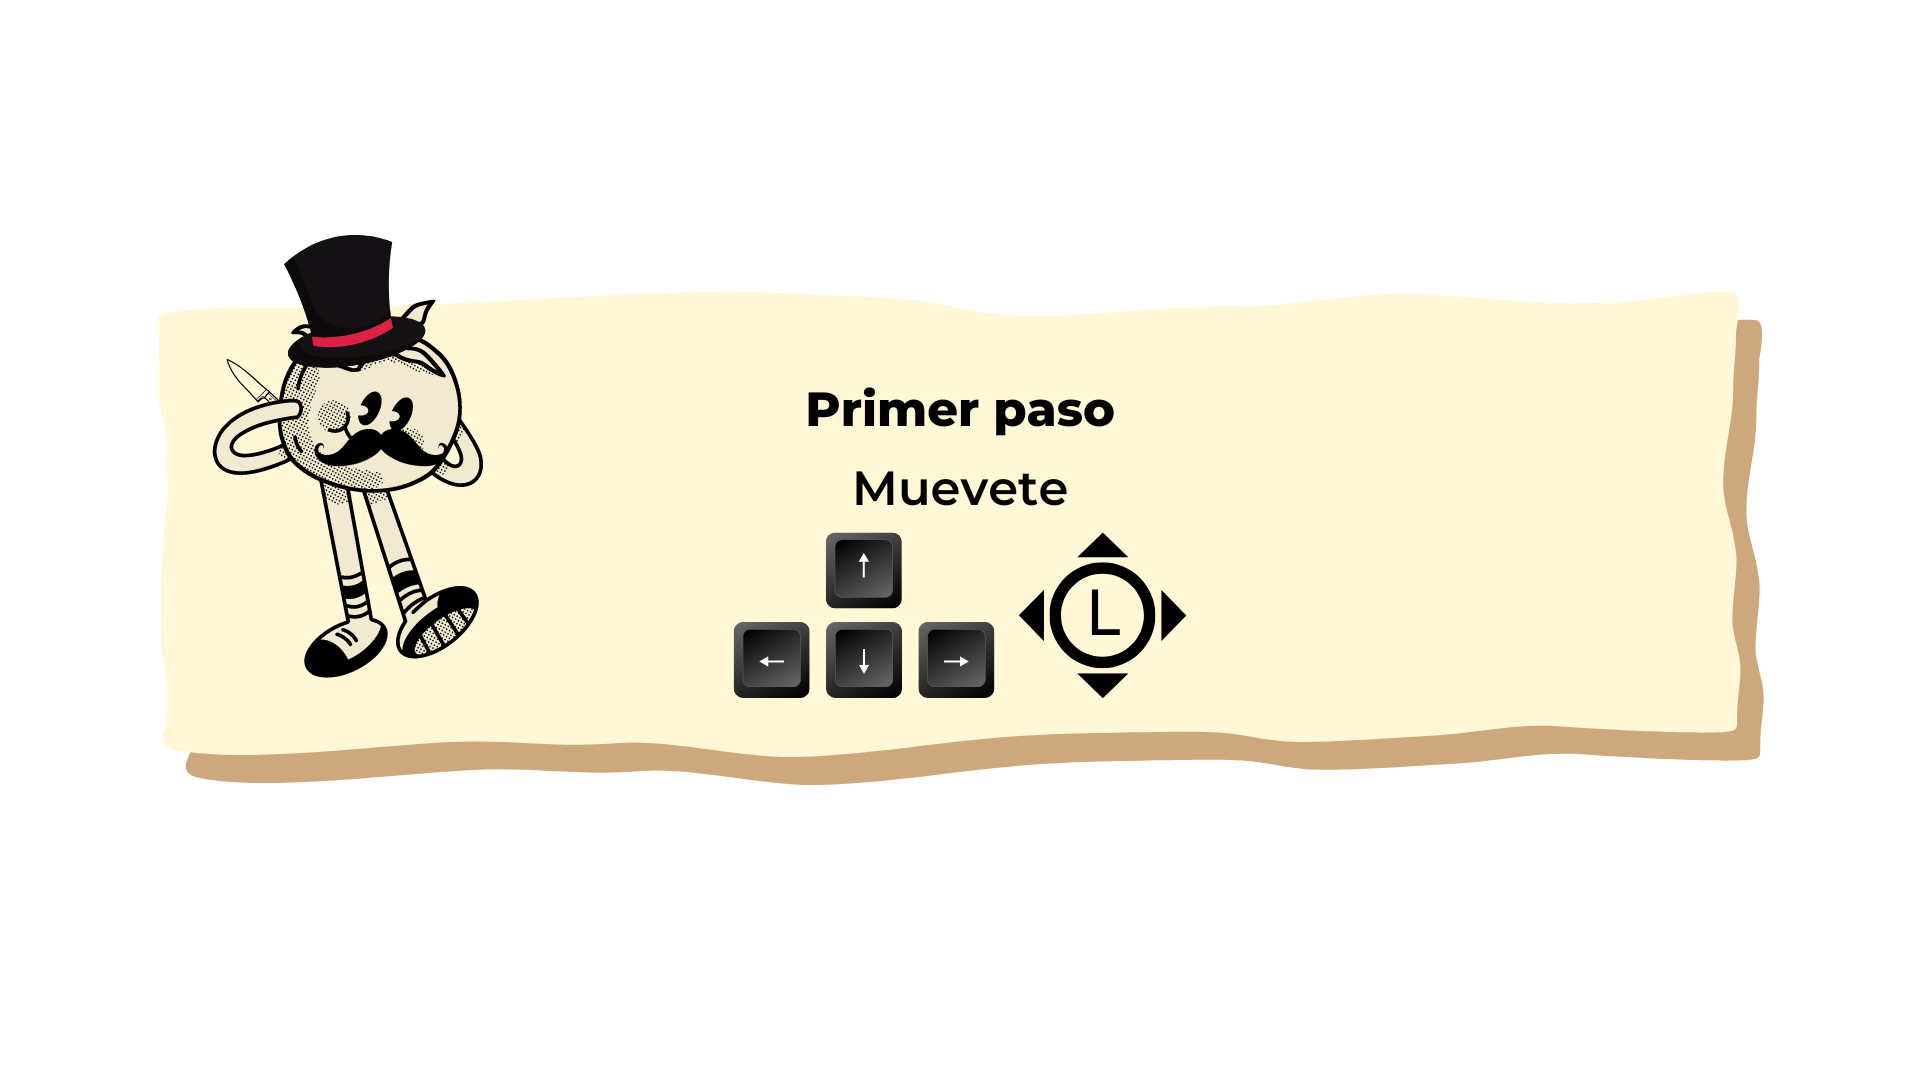 Primer paso
Muevete
↑
← ↓ →
L